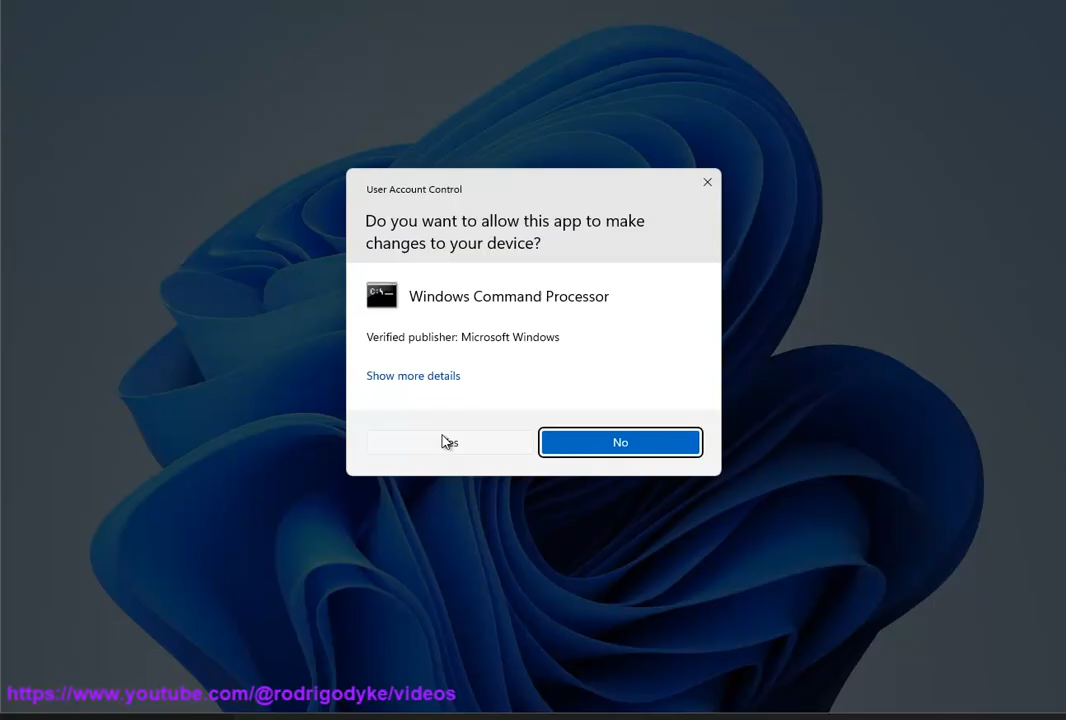 User Account Control
Do you want to allow this app to make
changes to your device?
C:\_
Windows Command Processor
Verified publisher: Microsoft Windows
Show more details
No
https://www.youtube.com/@rodrigodyke/videos